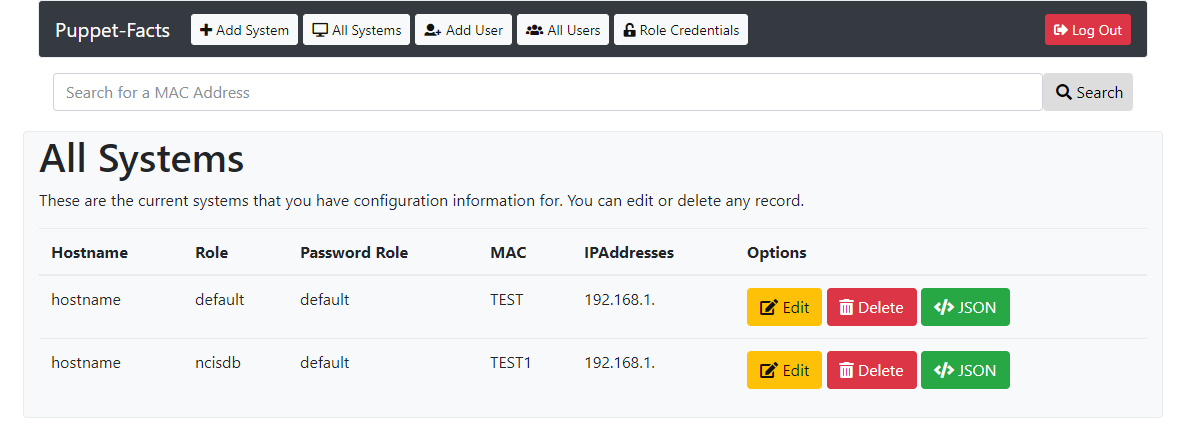 Puppet-Facts Add System All Systems Add User All Users Role Credentials Log Out
Search for a MAC Address Search
All Systems
These are the current systems that you have configuration information for. You can edit or delete any record.
Hostname Role Password Role MAC IPAddresses Options
hostname default default TEST 192.168.1. Edit Delete JSON
hostname ncisdb default TEST1 192.168.1. Edit Delete JSON